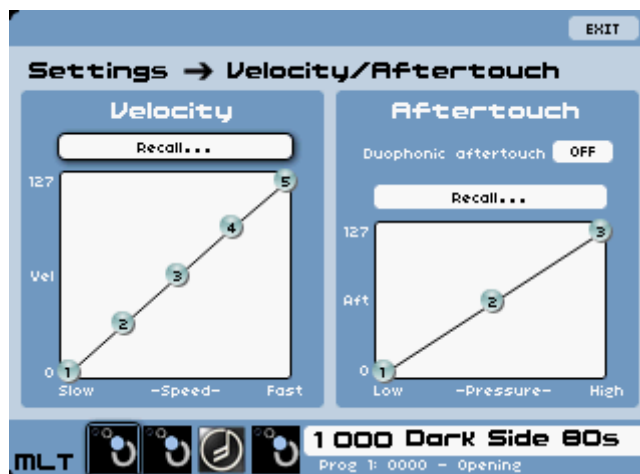 EXIT
Settings → Velocity/Aftertouch
Velocity
Recall...
127
Vel
0
1
2
3
4
5
Slow
-Speed-
Fast
Aftertouch
Duophonic aftertouch OFF
Recall...
127
Aft
0
1
2
3
Low
-Pressure-
High
MLT
1 000 Dark Side 80s
Prog 1: 0000 - Opening